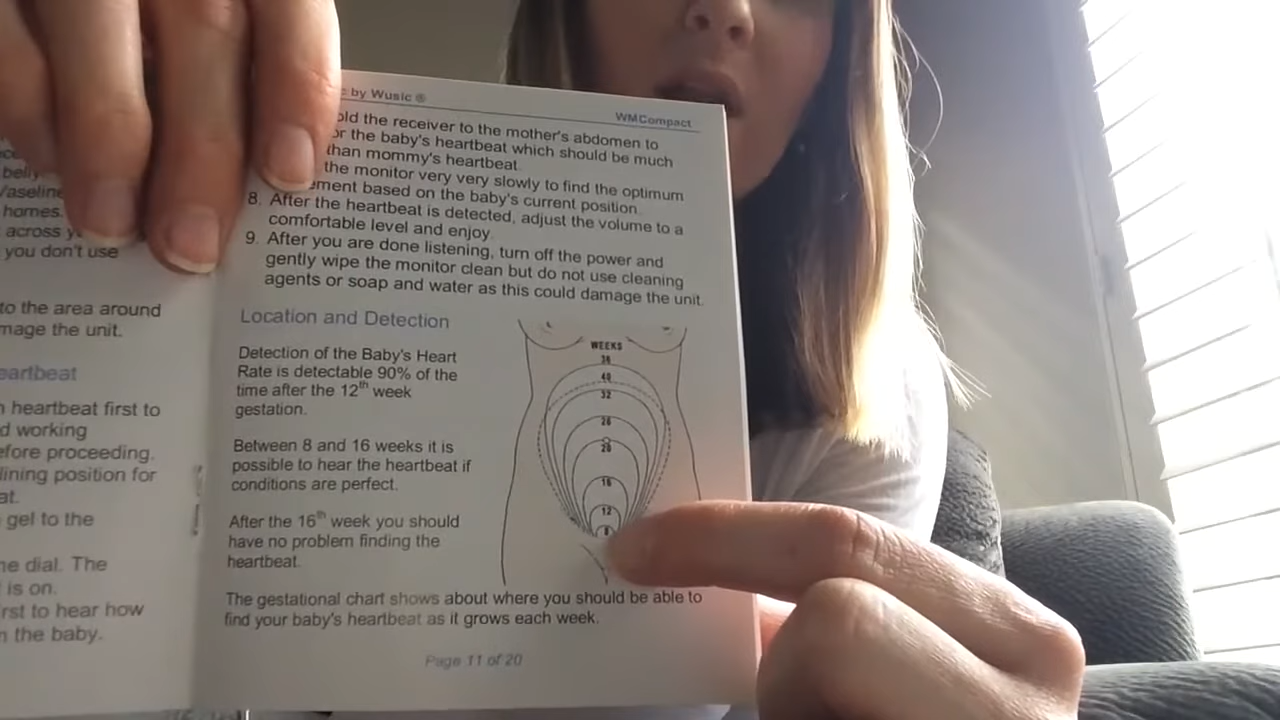 belly
Vaseline
homes.
across
you don't use
to the area around
mage the unit.
eartbeat
heartbeat first to
d working
efore proceeding.
lining position for
at.
gel to the
ne dial. The
is on.
rst to hear how
the baby.
by Wusic ®
WMCompact
old the receiver to the mother's abdomen to
or the baby's heartbeat which should be much
than mommy's heartbeat.
the monitor very very slowly to find the optimum
ement based on the baby's current position.
8. After the heartbeat is detected, adjust the volume to a
comfortable level and enjoy.
9. After you are done listening, turn off the power and
gently wipe the monitor clean but do not use cleaning
agents or soap and water as this could damage the unit.
Location and Detection
Detection of the Baby's Heart
Rate is detectable 90% of the
time after the 12th week
gestation.
Between 8 and 16 weeks it is
possible to hear the heartbeat if
conditions are perfect.
After the 16th week you should
have no problem finding the
heartbeat.
WEEKS
36
40
32
16
12
8
The gestational chart shows about where you should be able to
find your baby's heartbeat as it grows each week.
Page 11 of 20